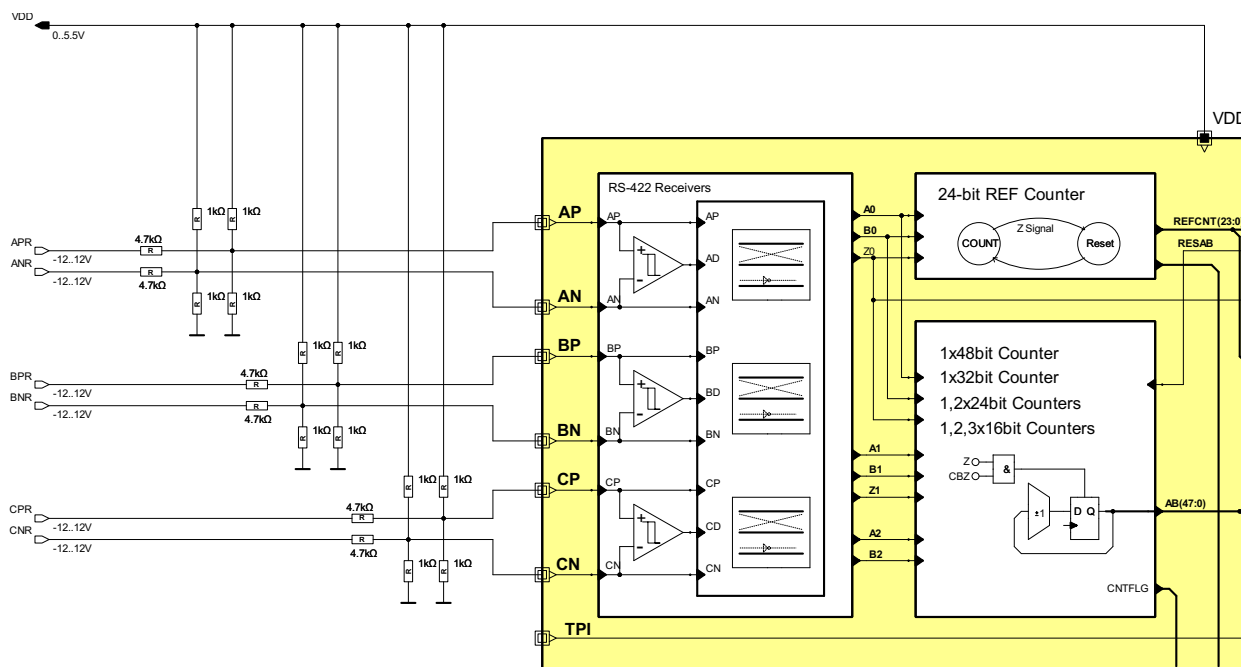 VDD
0..5.5V
VDD
RS-422 Receivers
24-bit REF Counter
Z Signal
COUNT
Reset
REFCNT(23:0)
RESAB
A0
B0
Z0
1kΩ
1kΩ
R
R
APR
4.7kΩ
R
-12..12V
ANR
R
-12..12V
4.7kΩ
1kΩ
1kΩ
R
R
AP
AP
AP
AD
AN
AN
AN
1kΩ
1kΩ
R
R
BPR
4.7kΩ
R
-12..12V
BNR
R
-12..12V
4.7kΩ
1kΩ
1kΩ
R
R
BP
BP
BP
BD
BN
BN
BN
1x48bit Counter
1x32bit Counter
1,2x24bit Counters
1,2,3x16bit Counters
A1
B1
Z1
A2
B2
Z
CBZ
&
±1
D Q
AB(47:0)
CNTFLG
1kΩ
1kΩ
R
R
CPR
R
-12..12V
4.7kΩ
CNR
R
-12..12V
4.7kΩ
1kΩ
1kΩ
R
R
CP
CP
CP
CD
CN
CN
CN
TPI